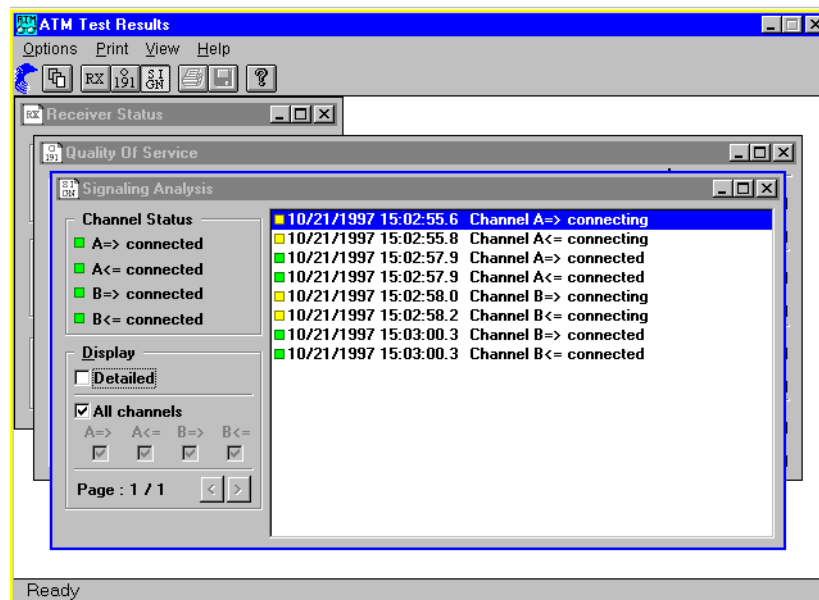 ATM ATM Test Results
Options Print View Help
RX 191 SIGN
RX Receiver Status
191 Quality Of Service
SIGN Signaling Analysis
Channel Status
A=> connected
A<= connected
B=> connected
B<= connected
Display
Detailed
All channels
A=> A<= B=> B<=
Page : 1 / 1 < >
10/21/1997 15:02:55.6 Channel A=> connecting
10/21/1997 15:02:55.8 Channel A<= connecting
10/21/1997 15:02:57.9 Channel A=> connected
10/21/1997 15:02:57.9 Channel A<= connected
10/21/1997 15:02:58.0 Channel B=> connecting
10/21/1997 15:02:58.2 Channel B<= connecting
10/21/1997 15:03:00.3 Channel B=> connected
10/21/1997 15:03:00.3 Channel B<= connected
Ready